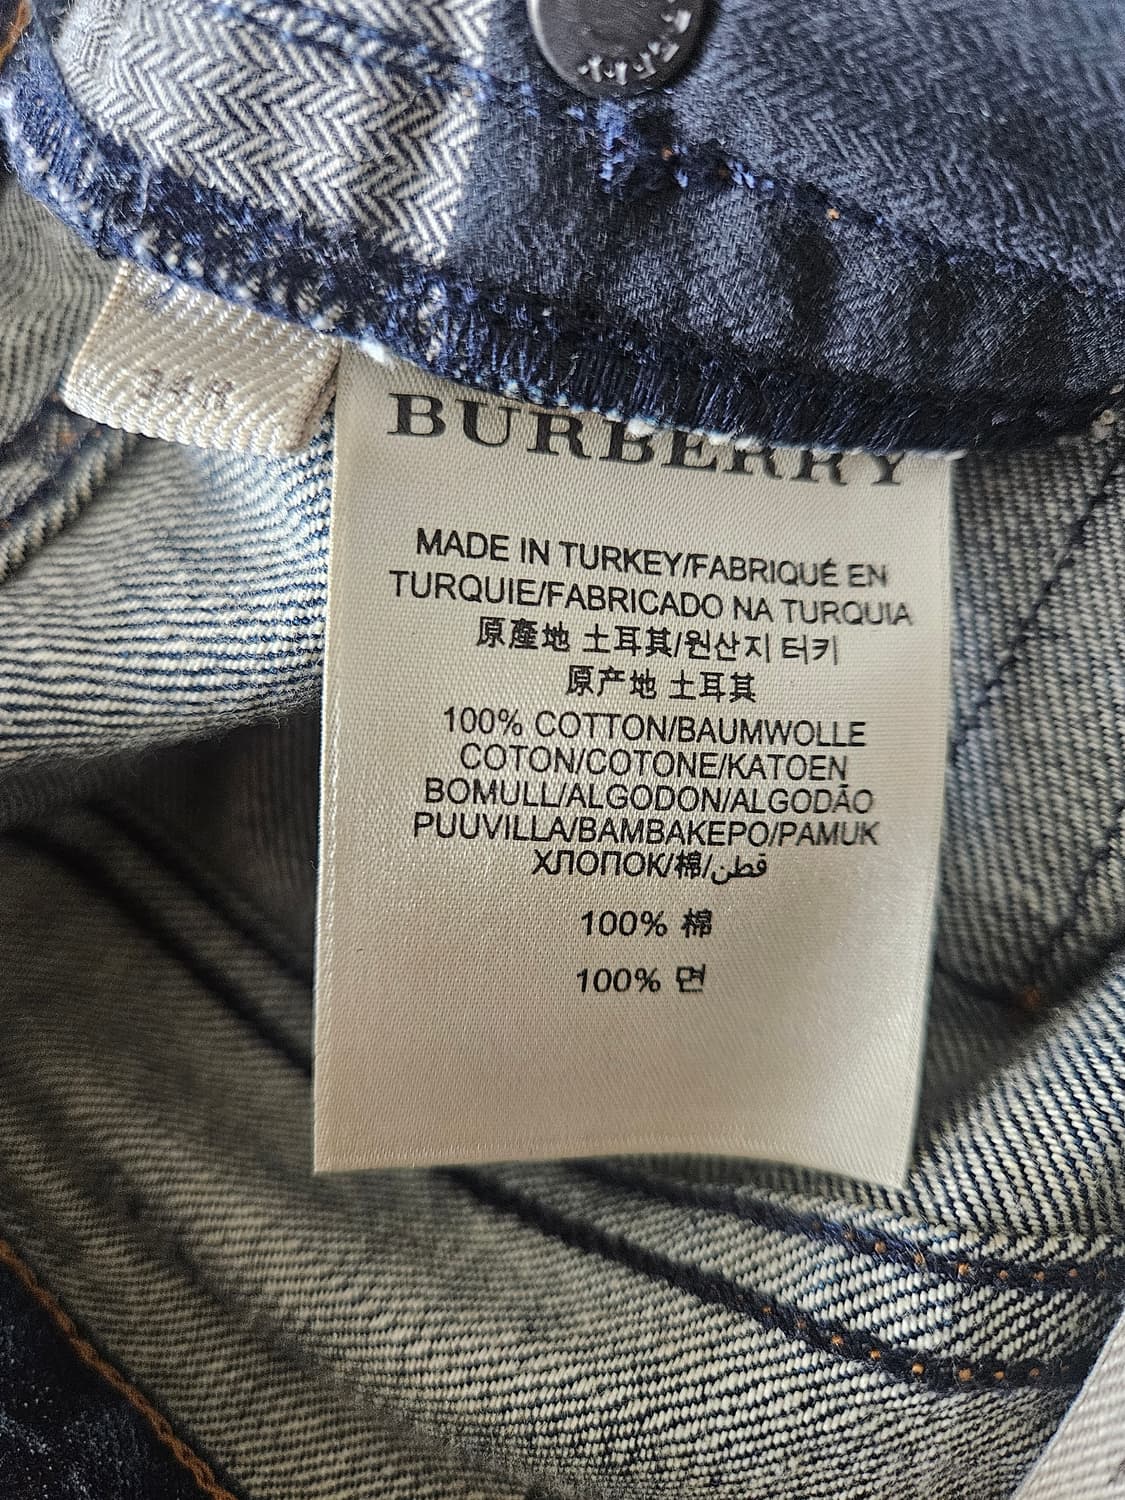 34 R
BURBERRY
MADE IN TURKEY/FABRIQUÉ EN
TURQUIE/FABRICADO NA TURQUIA
原產地 土耳其/원산지 터키
原产地 土耳其
100% COTTON/BAUMWOLLE
COTON/COTONE/KATOEN
BOMULL/ALGODON/ALGODÃO
PUUVILLA/BAMBAKEPO/PAMUK
ХЛОПОК/棉/قطن
100% 棉
100% 면